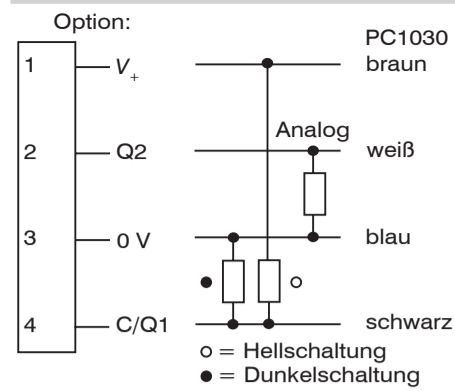 Option:
PC1030
1 V+ braun
Analog
2 Q2 weiß
3 0 V blau
4 C/Q1 schwarz
○ = Hellschaltung
● = Dunkelschaltung